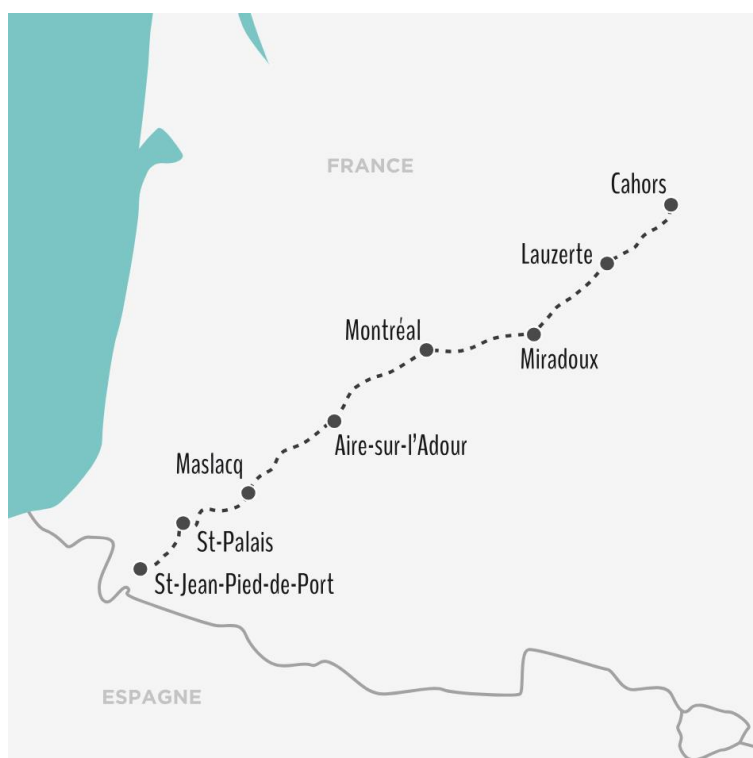 FRANCE
Cahors
Lauzerte
Montréal
Miradoux
Aire-sur-l'Adour
Maslacq
St-Palais
St-Jean-Pied-de-Port
ESPAGNE